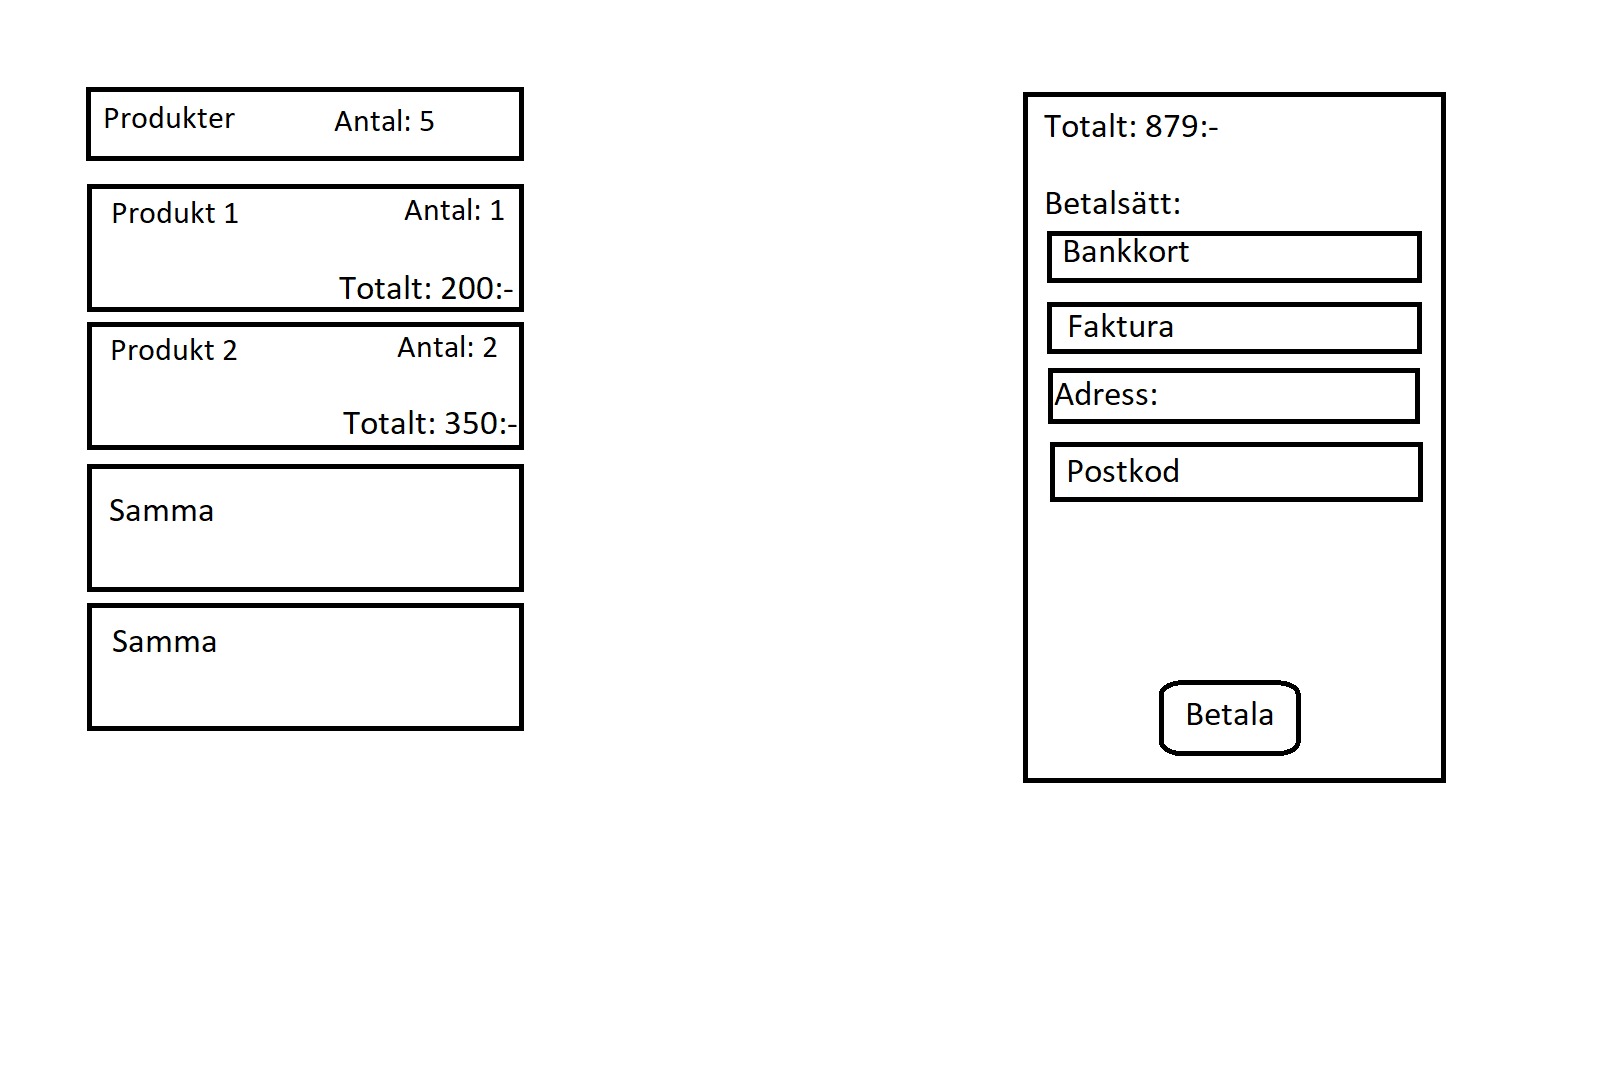 Produkter Antal: 5
Produkt 1 Antal: 1
Totalt: 200:-
Produkt 2 Antal: 2
Totalt: 350:-
Samma
Samma
Totalt: 879:-
Betalsätt:
Bankkort
Faktura
Adress:
Postkod
Betala